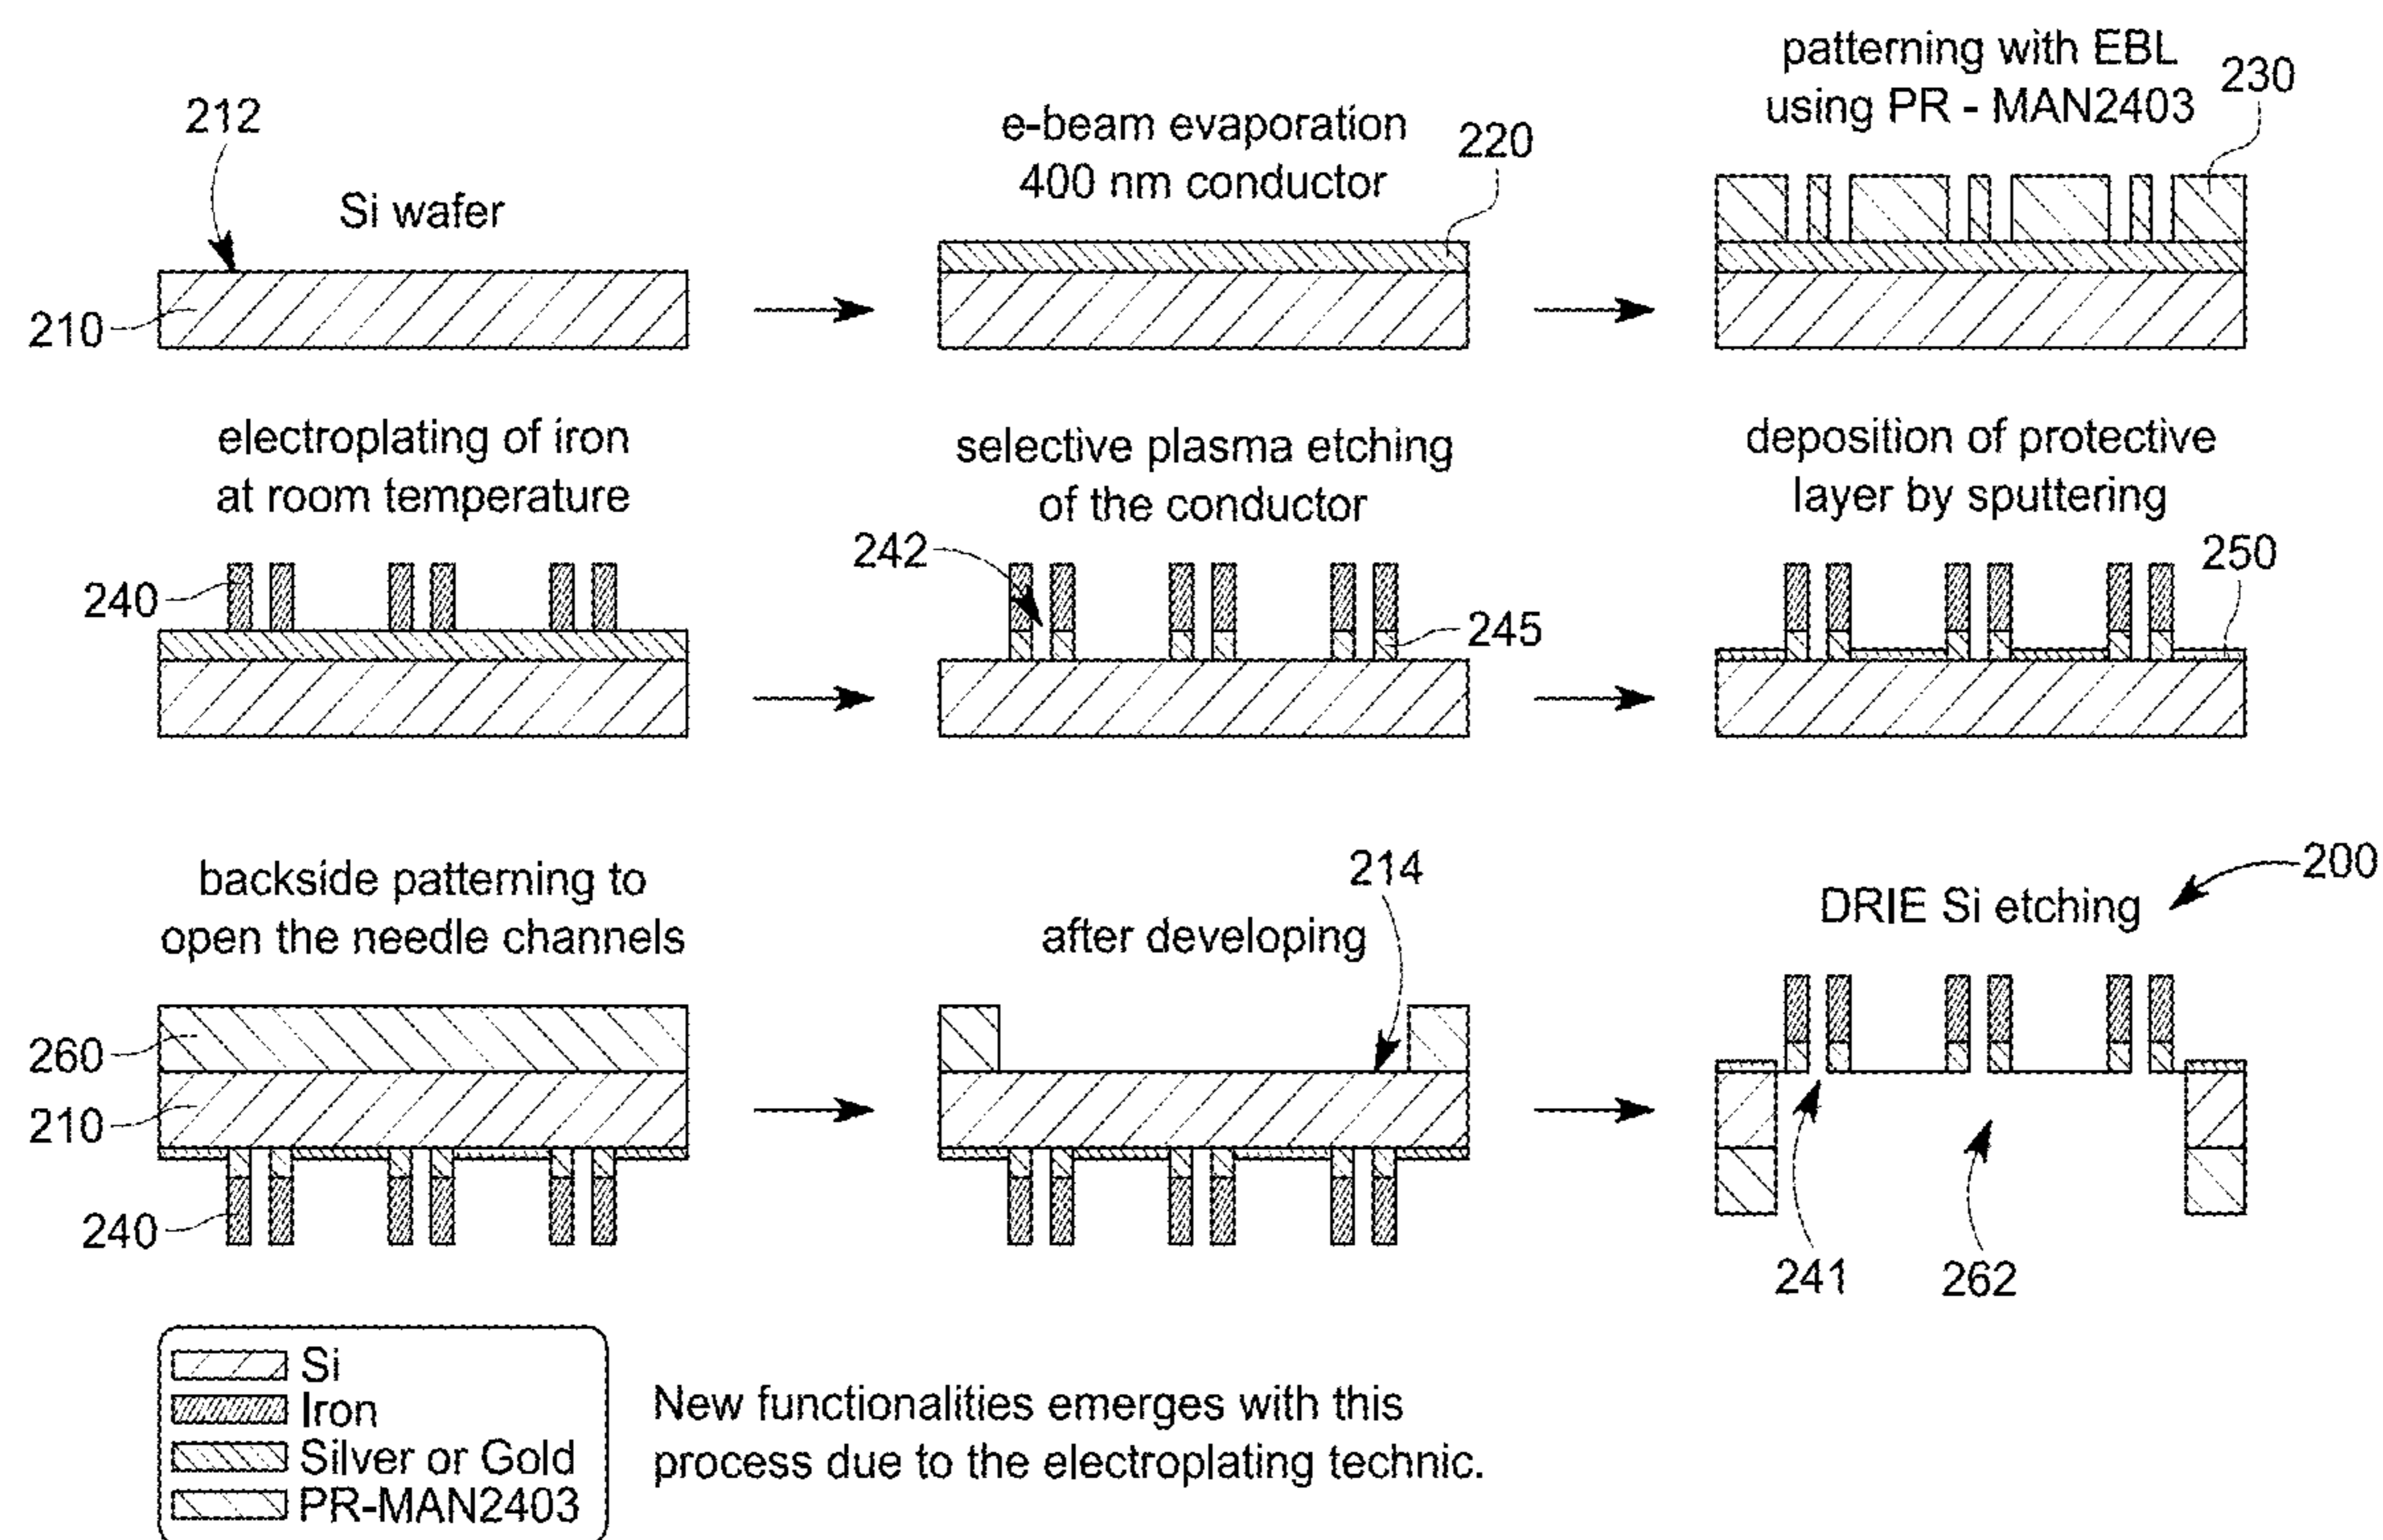 patterning with EBL
using PR - MAN2403
230
212
Si wafer
210
e-beam evaporation
400 nm conductor
220
electroplating of iron
at room temperature
240
selective plasma etching
of the conductor
242
245
deposition of protective
layer by sputtering
250
backside patterning to
open the needle channels
260
210
240
after developing
214
DRIE Si etching
200
241
262
Si
Iron
Silver or Gold
PR-MAN2403
New functionalities emerges with this
process due to the electroplating technic.